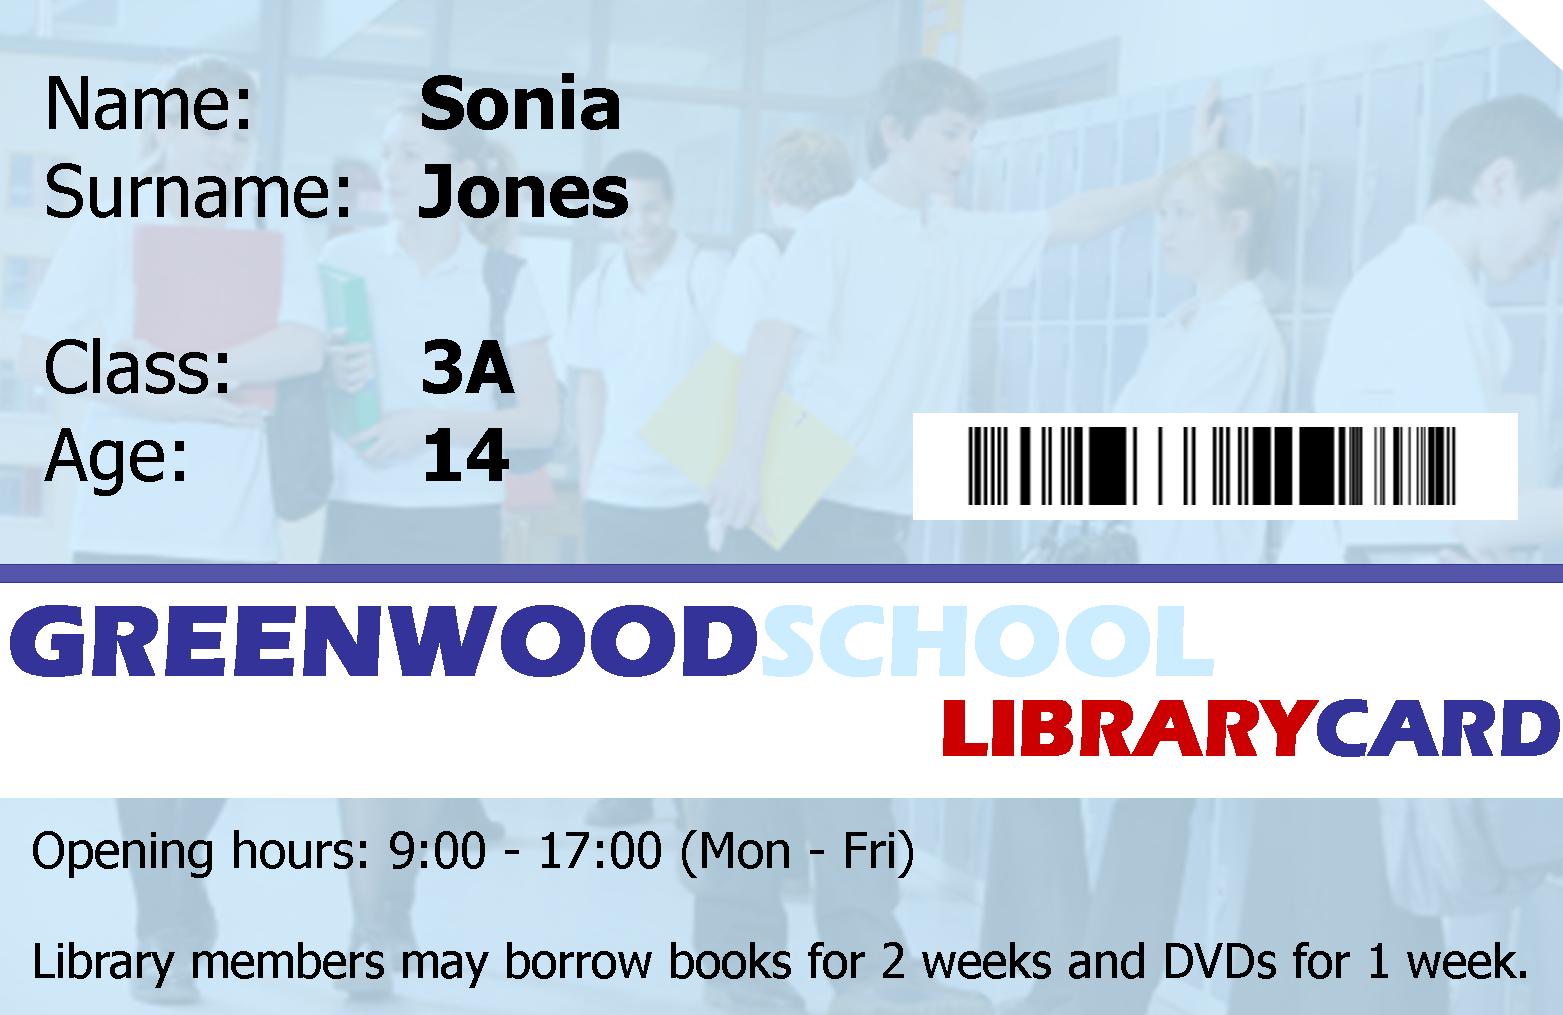 Name: Sonia
Surname: Jones
Class: 3A
Age: 14
GREENWOODSCHOOL
LIBRARYCARD
Opening hours: 9:00 - 17:00 (Mon - Fri)
Library members may borrow books for 2 weeks and DVDs for 1 week.